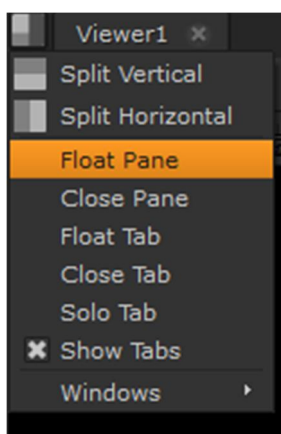 Viewer1
Split Vertical
Split Horizontal
Float Pane
Close Pane
Float Tab
Close Tab
Solo Tab
Show Tabs
Windows